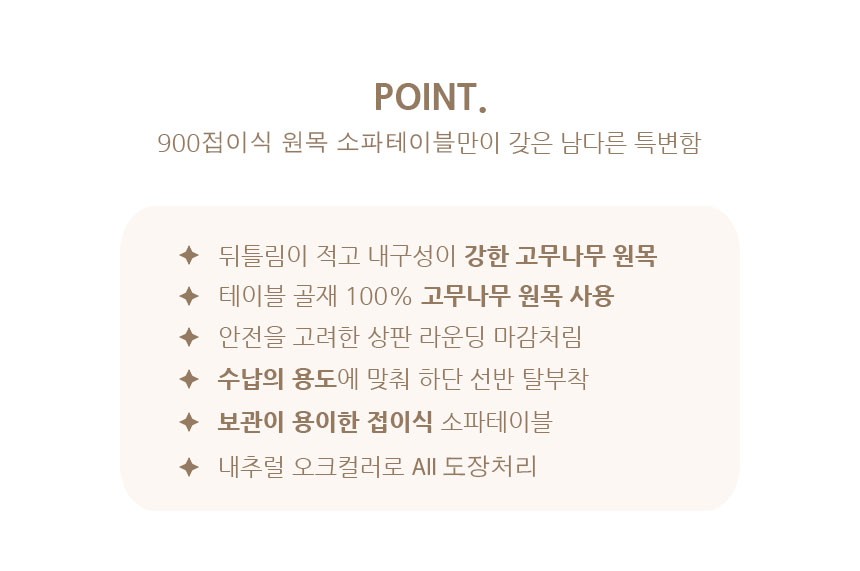 POINT.
900접이식 원목 소파테이블만이 갖은 남다른 특변함
뒤틀림이 적고 내구성이 강한 고무나무 원목
테이블 골재 100% 고무나무 원목 사용
안전을 고려한 상판 라운딩 마감처림
수납의 용도에 맞춰 하단 선반 탈부착
보관이 용이한 접이식 소파테이블
내추럴 오크컬러로 All 도장처리